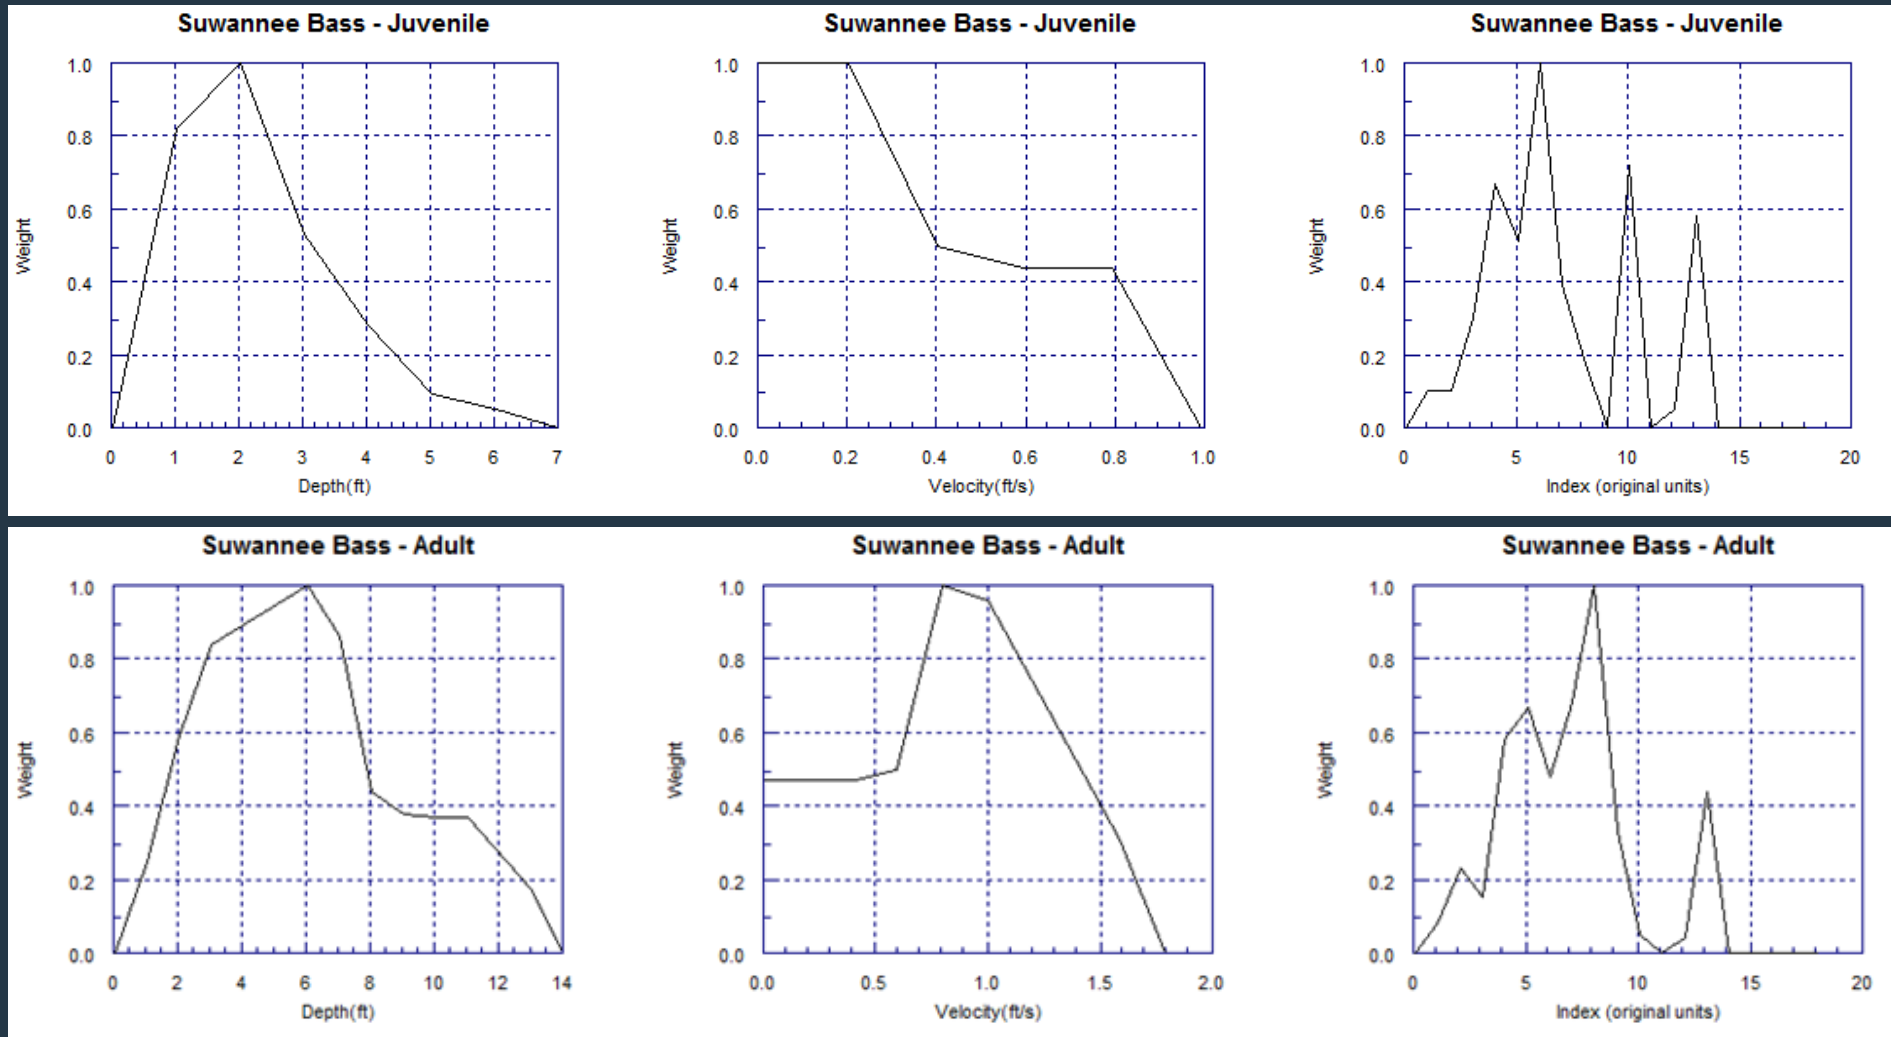 Suwannee Bass - Juvenile
1.0
0.8
0.6
0.4
0.2
0.0
Weight
0 1 2 3 4 5 6 7
Depth(ft)
Suwannee Bass - Juvenile
1.0
0.8
0.6
0.4
0.2
0.0
Weight
0.0 0.2 0.4 0.6 0.8 1.0
Velocity(ft/s)
Suwannee Bass - Juvenile
1.0
0.8
0.6
0.4
0.2
0.0
Weight
0 5 10 15 20
Index (original units)
Suwannee Bass - Adult
1.0
0.8
0.6
0.4
0.2
0.0
Weight
0 2 4 6 8 10 12 14
Depth(ft)
Suwannee Bass - Adult
1.0
0.8
0.6
0.4
0.2
0.0
Weight
0.0 0.5 1.0 1.5 2.0
Velocity(ft/s)
Suwannee Bass - Adult
1.0
0.8
0.6
0.4
0.2
0.0
Weight
0 5 10 15 20
Index (original units)